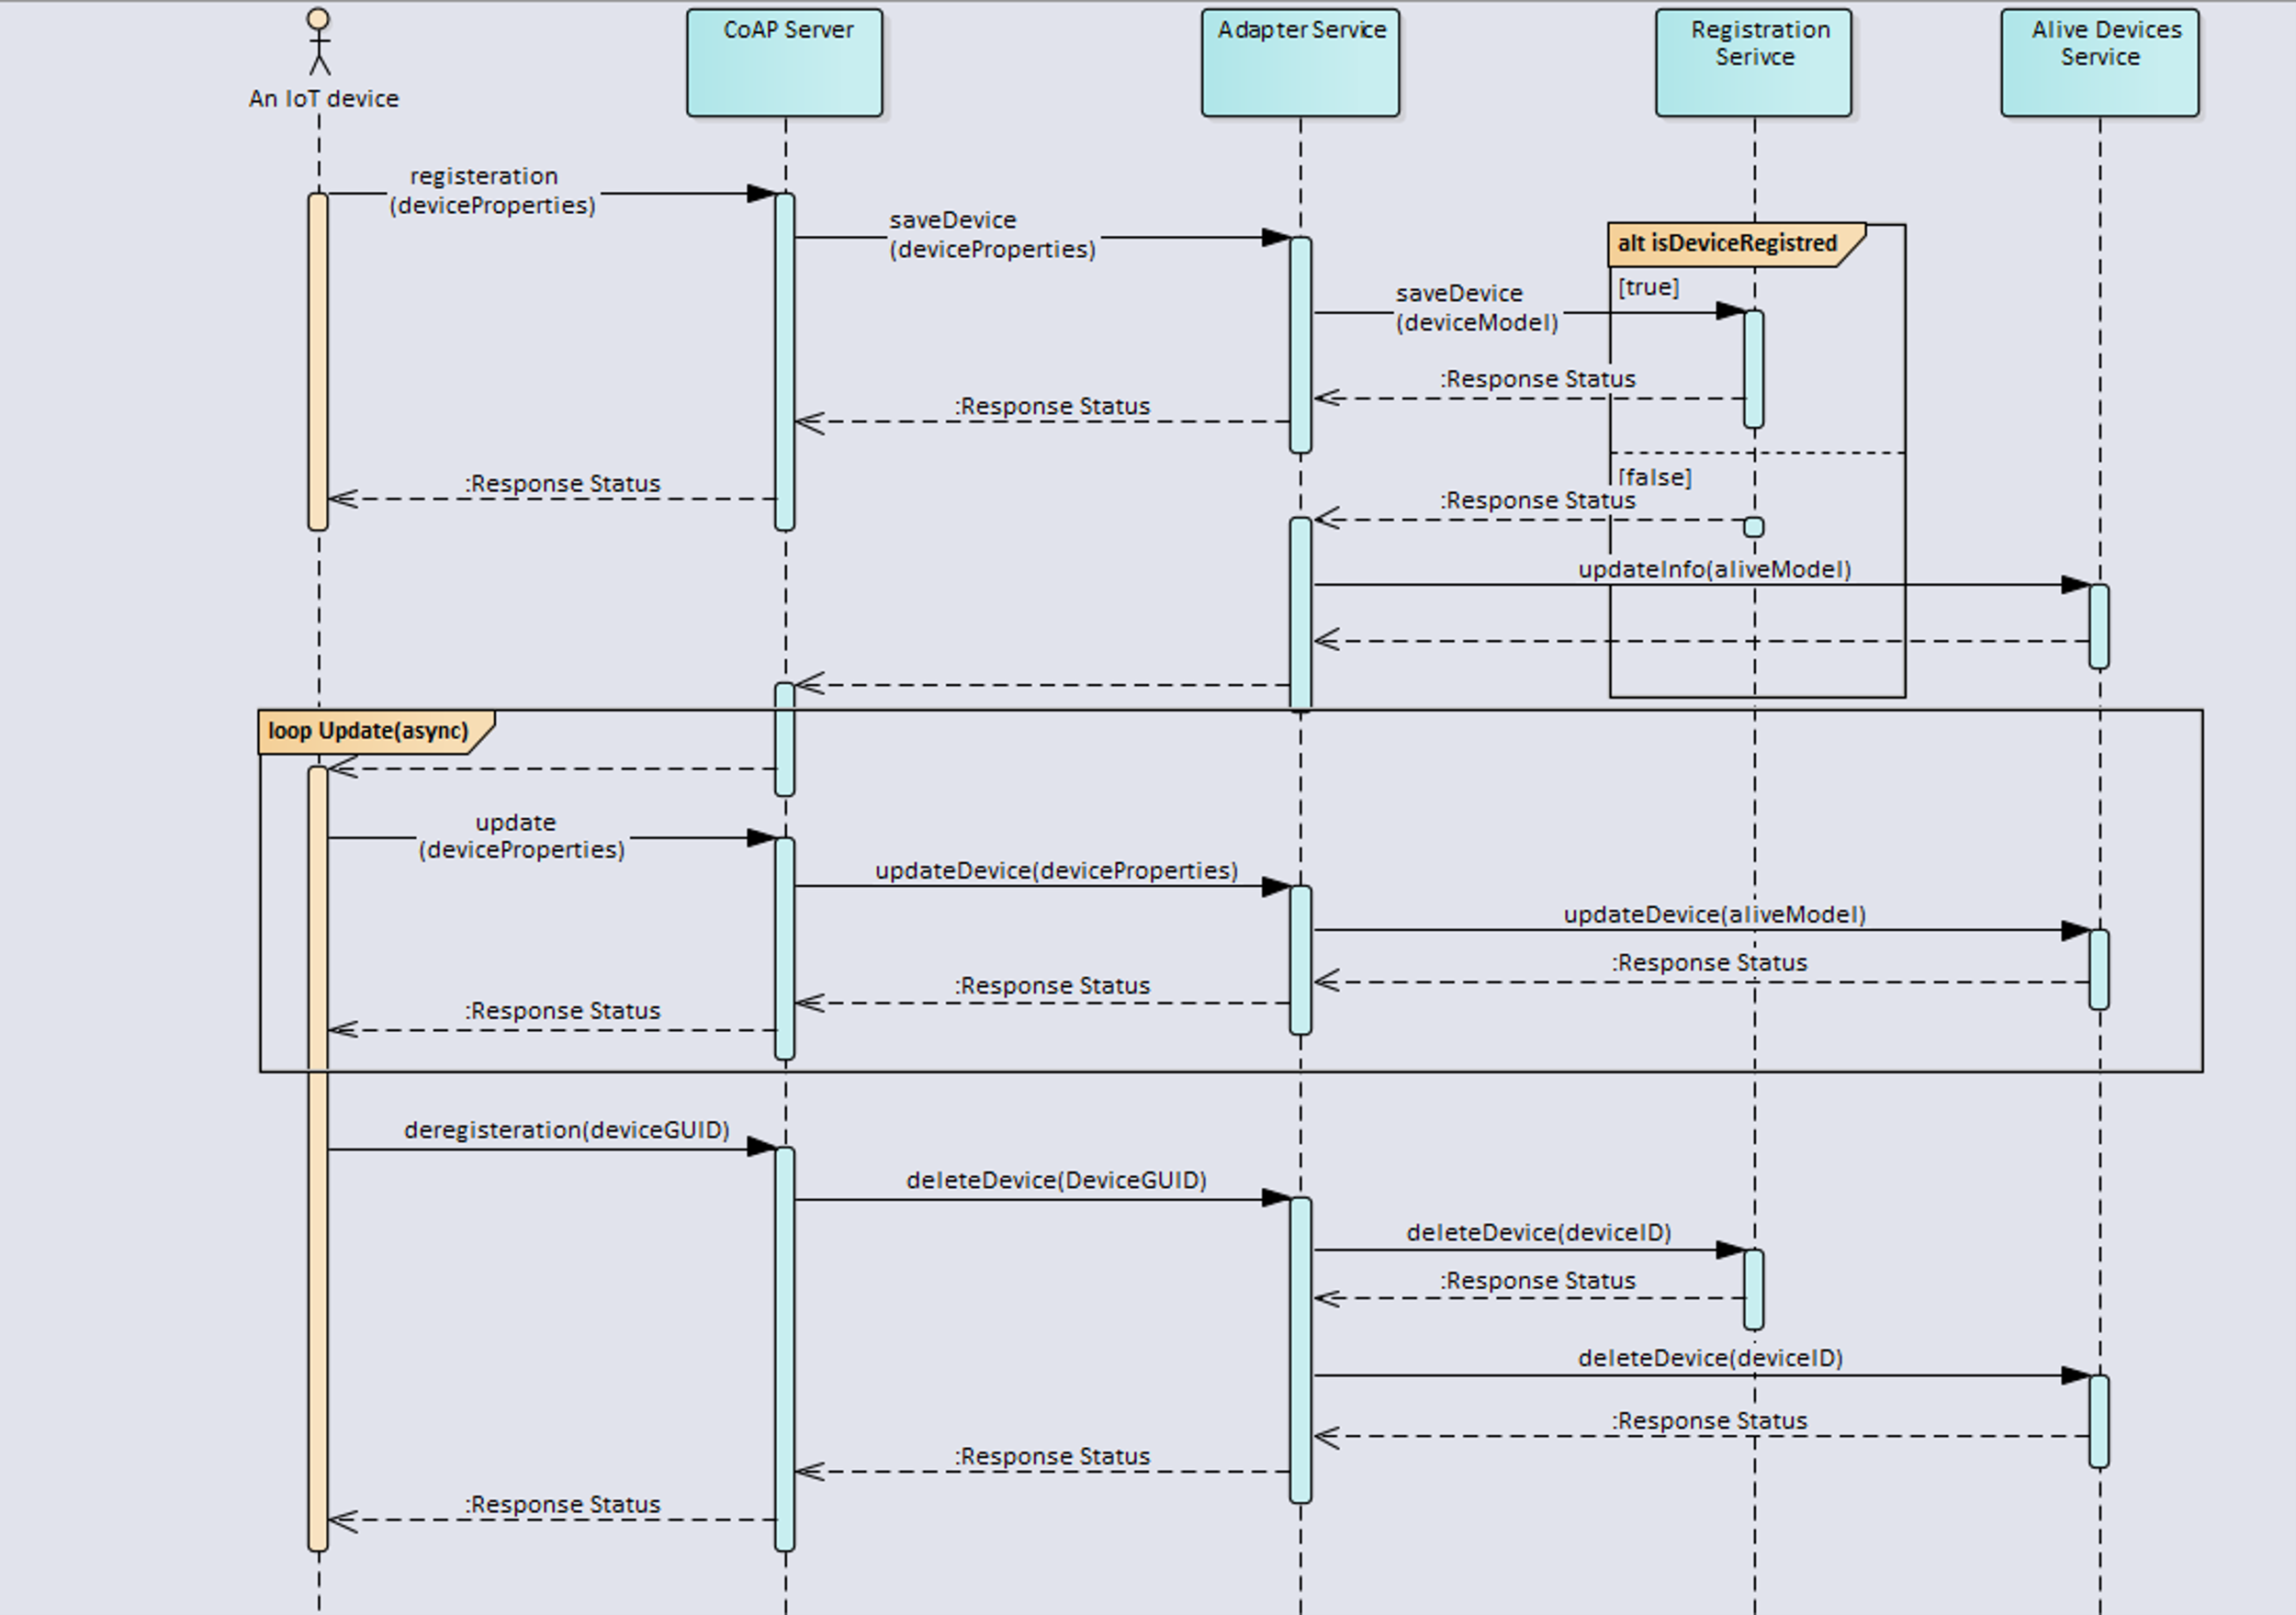 An IoT device
CoAP Server
Adapter Service
Registration
Serivce
Alive Devices
Service
registeration
(deviceProperties)
saveDevice
(deviceProperties)
alt isDeviceRegistred
[true]
saveDevice
(deviceModel)
:Response Status
:Response Status
:Response Status
[false]
:Response Status
updateInfo(aliveModel)
loop Update(async)
update
(deviceProperties)
updateDevice(deviceProperties)
updateDevice(aliveModel)
:Response Status
:Response Status
:Response Status
deregisteration(deviceGUID)
deleteDevice(DeviceGUID)
deleteDevice(deviceID)
:Response Status
deleteDevice(deviceID)
:Response Status
:Response Status
:Response Status